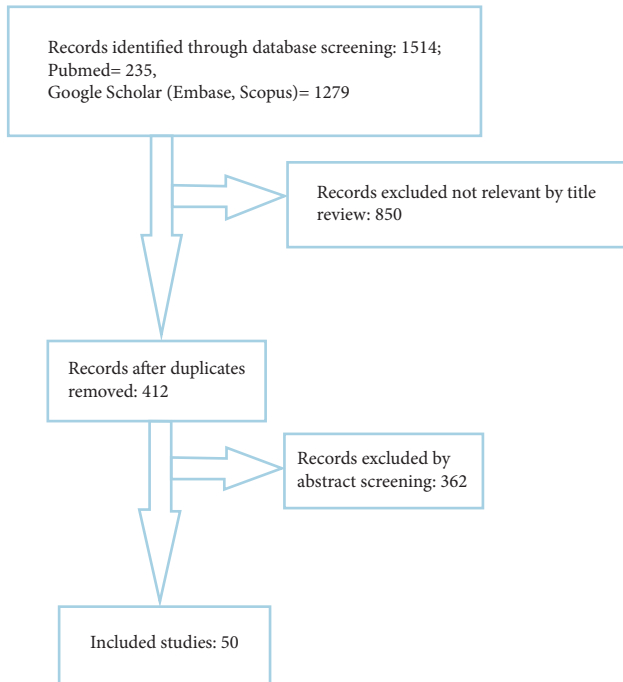 Records identified through database screening: 1514;
Pubmed= 235,
Google Scholar (Embase, Scopus)= 1279
Records excluded not relevant by title
review: 850
Records after duplicates
removed: 412
Records excluded by
abstract screening: 362
Included studies: 50